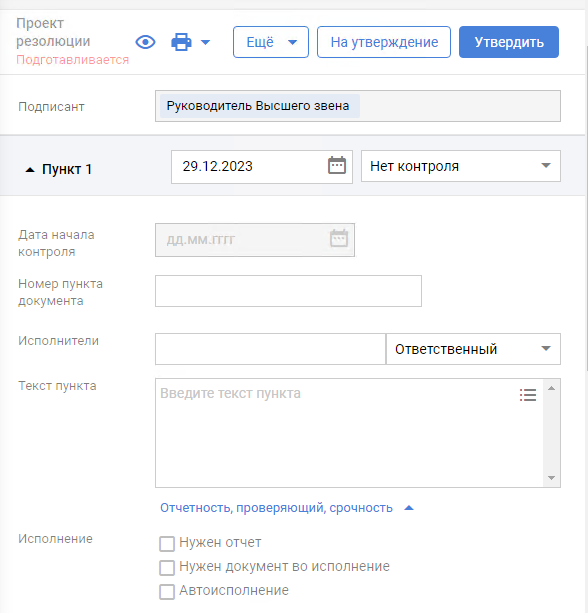 Проект
резолюции
Подготавливается
Ещё
На утверждение
Утвердить
Подписант
Руководитель Высшего звена
Пункт 1
29.12.2023
Нет контроля
Дата начала
контроля
дд.мм.гггг
Номер пункта
документа
Исполнители
Ответственный
Текст пункта
Введите текст пункта
Отчетность, проверяющий, срочность
Исполнение
Нужен отчет
Нужен документ во исполнение
Автоисполнение